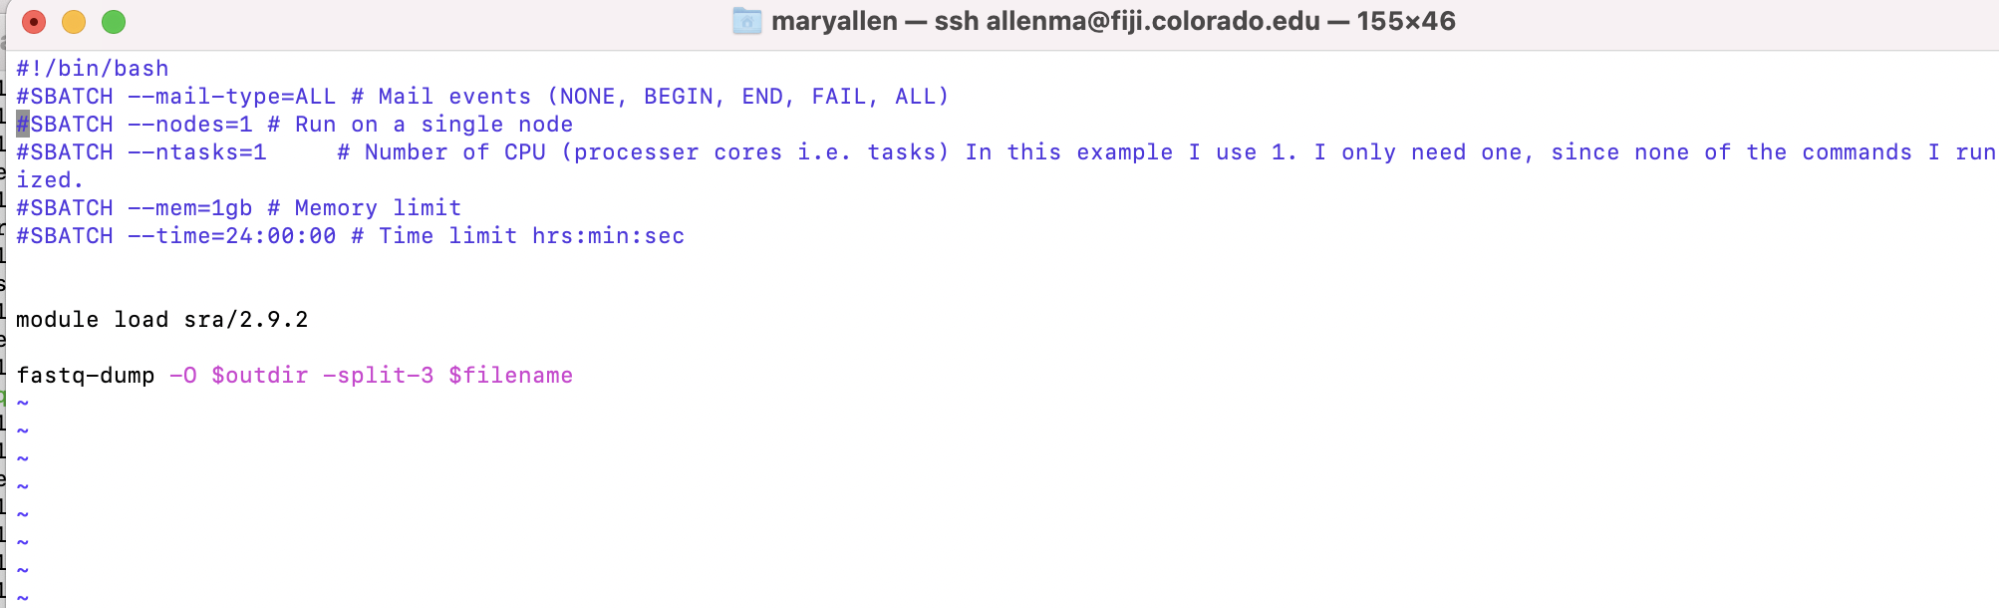 maryallen — ssh allenma@fiji.colorado.edu — 155×46
#!/bin/bash
#SBATCH --mail-type=ALL # Mail events (NONE, BEGIN, END, FAIL, ALL)
#SBATCH --nodes=1 # Run on a single node
#SBATCH --ntasks=1     # Number of CPU (processer cores i.e. tasks) In this example I use 1. I only need one, since none of the commands I run
ized.
#SBATCH --mem=1gb # Memory limit
#SBATCH --time=24:00:00 # Time limit hrs:min:sec
module load sra/2.9.2
fastq-dump -O $outdir -split-3 $filename
~
~
~
~
~
~
~
~